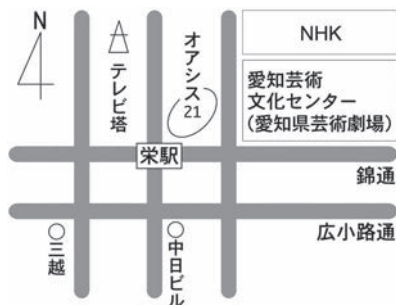 N
テレビ塔
オアシス
21
NHK
愛知芸術
文化センター
(愛知県芸術劇場)
栄駅
錦通
広小路通
三越
中日ビル